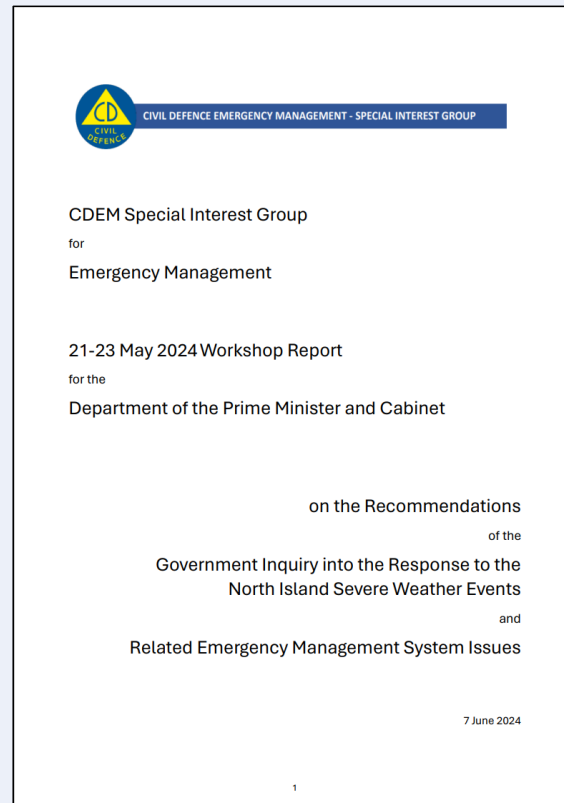 CD
CIVIL
DEFENCE
CIVIL DEFENCE EMERGENCY MANAGEMENT - SPECIAL INTEREST GROUP
CDEM Special Interest Group
for
Emergency Management
21-23 May 2024 Workshop Report
for the
Department of the Prime Minister and Cabinet
on the Recommendations
of the
Government Inquiry into the Response to the
North Island Severe Weather Events
and
Related Emergency Management System Issues
7 June 2024
1